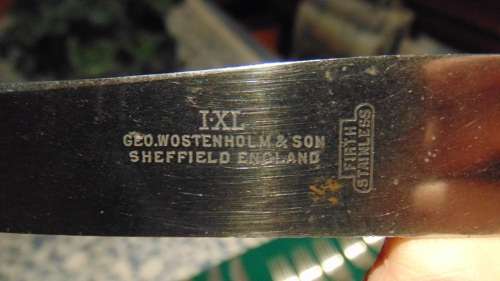 I·XL
GEO. WOSTENHOLM & SON
SHEFFIELD ENGLAND
FIRTH
STAINLESS